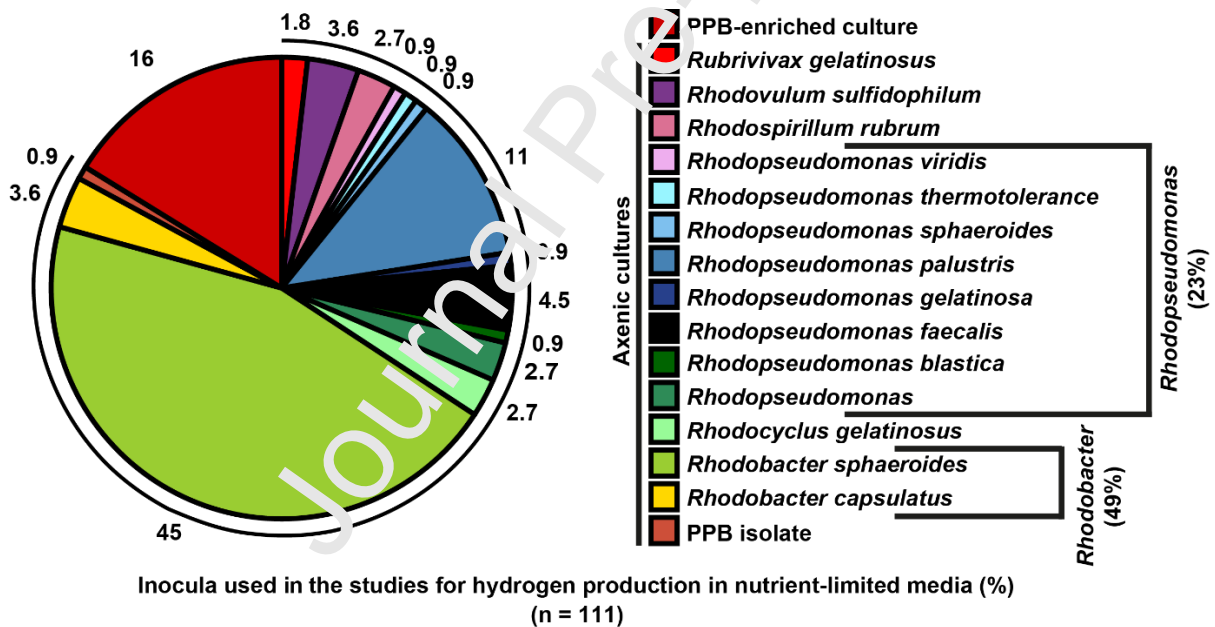 1.8
3.6
2.7
0.9
0.9
0.9
11
0.9
4.5
0.9
2.7
2.7
45
3.6
0.9
16
PPB-enriched culture
Rubrivivax gelatinosus
Rhodovulum sulfidophilum
Rhodospirillum rubrum
Rhodopseudomonas viridis
Rhodopseudomonas thermotolerance
Rhodopseudomonas sphaeroides
Rhodopseudomonas palustris
Rhodopseudomonas gelatinosa
Rhodopseudomonas faecalis
Rhodopseudomonas blastica
Rhodopseudomonas
Rhodocyclus gelatinosus
Rhodobacter sphaeroides
Rhodobacter capsulatus
PPB isolate
Axenic cultures
Rhodopseudomonas
(23%)
Rhodobacter
(49%)
Inocula used in the studies for hydrogen production in nutrient-limited media (%)
(n = 111)
Journal Pre